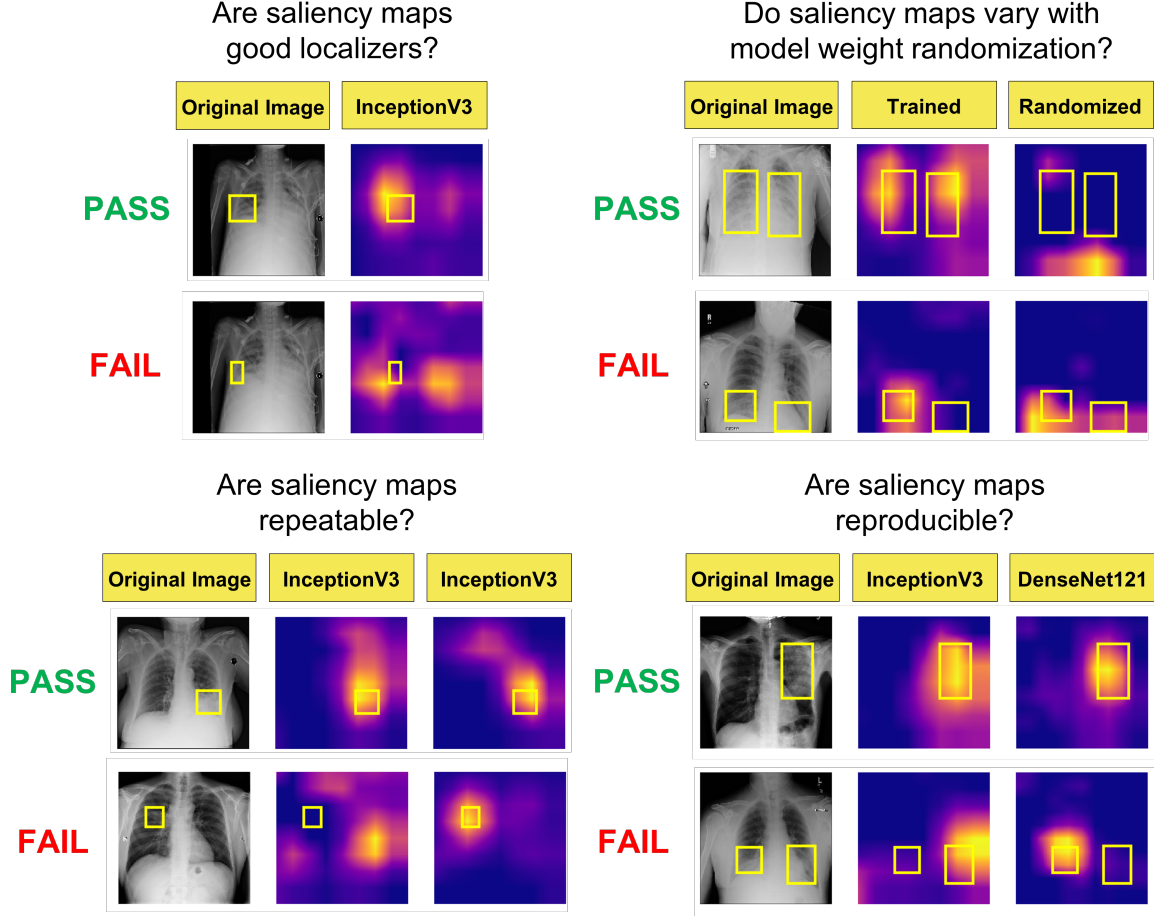 Are saliency maps
good localizers?
Original Image
InceptionV3
PASS
FAIL
Do saliency maps vary with
model weight randomization?
Original Image
Trained
Randomized
PASS
FAIL
Are saliency maps
repeatable?
Original Image
InceptionV3
InceptionV3
PASS
FAIL
Are saliency maps
reproducible?
Original Image
InceptionV3
DenseNet121
PASS
FAIL